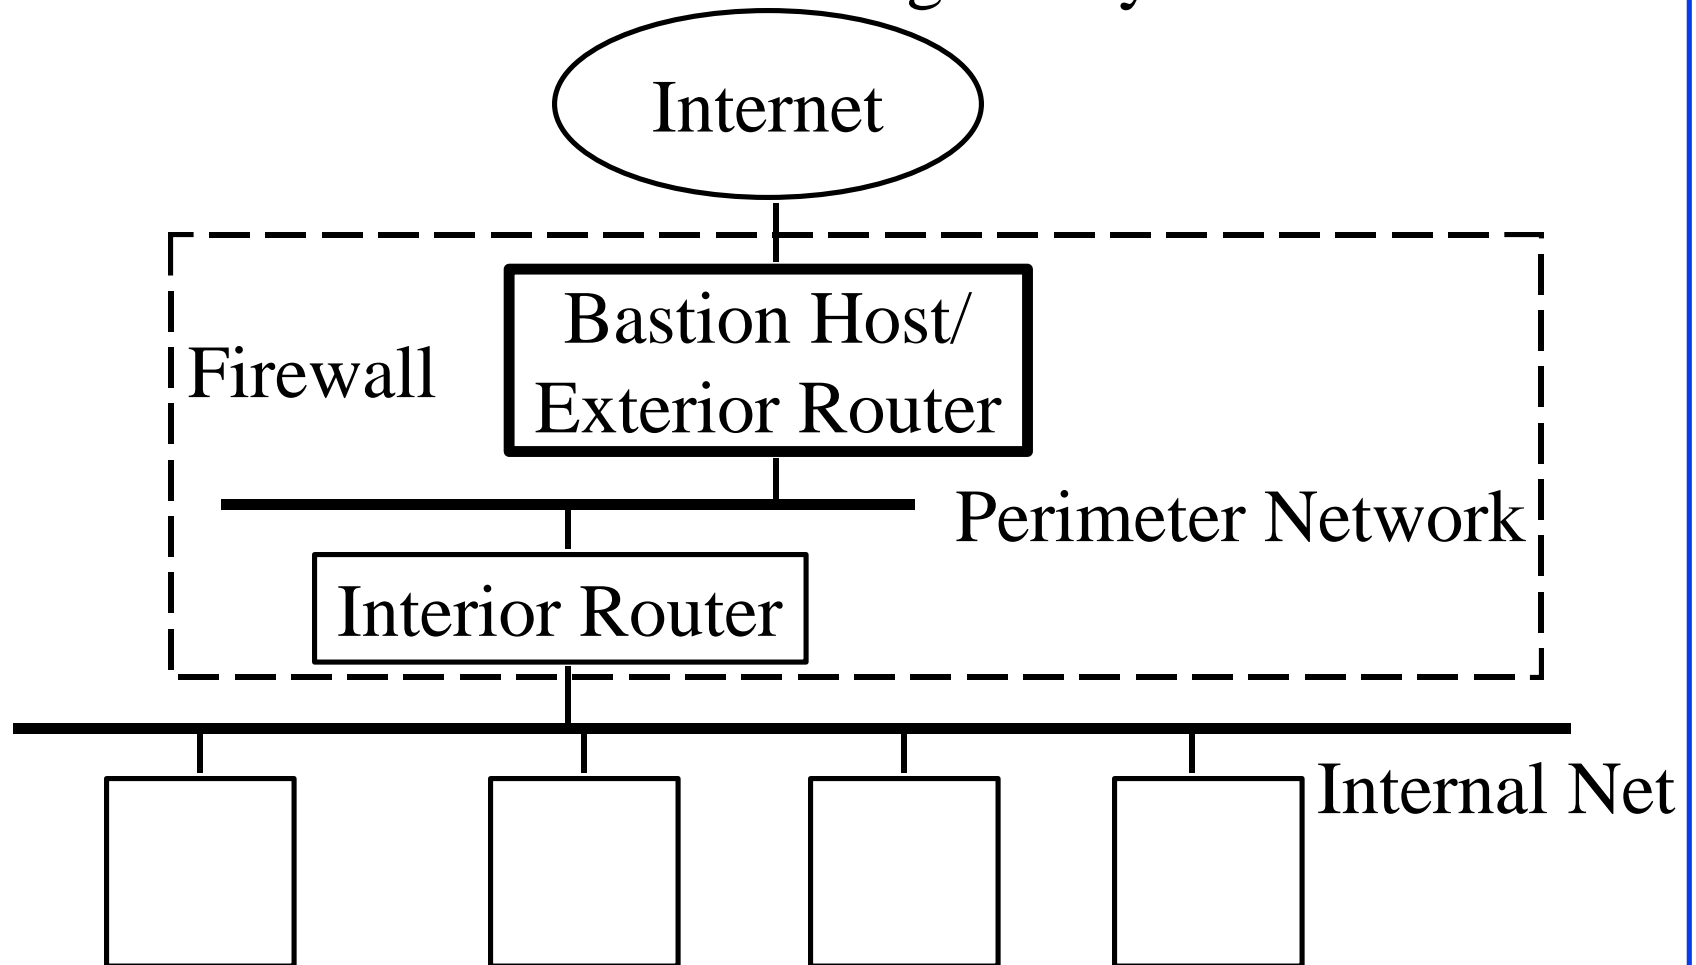 Internet
Bastion Host/
Exterior Router
Firewall
Perimeter Network
Interior Router
Internal Net